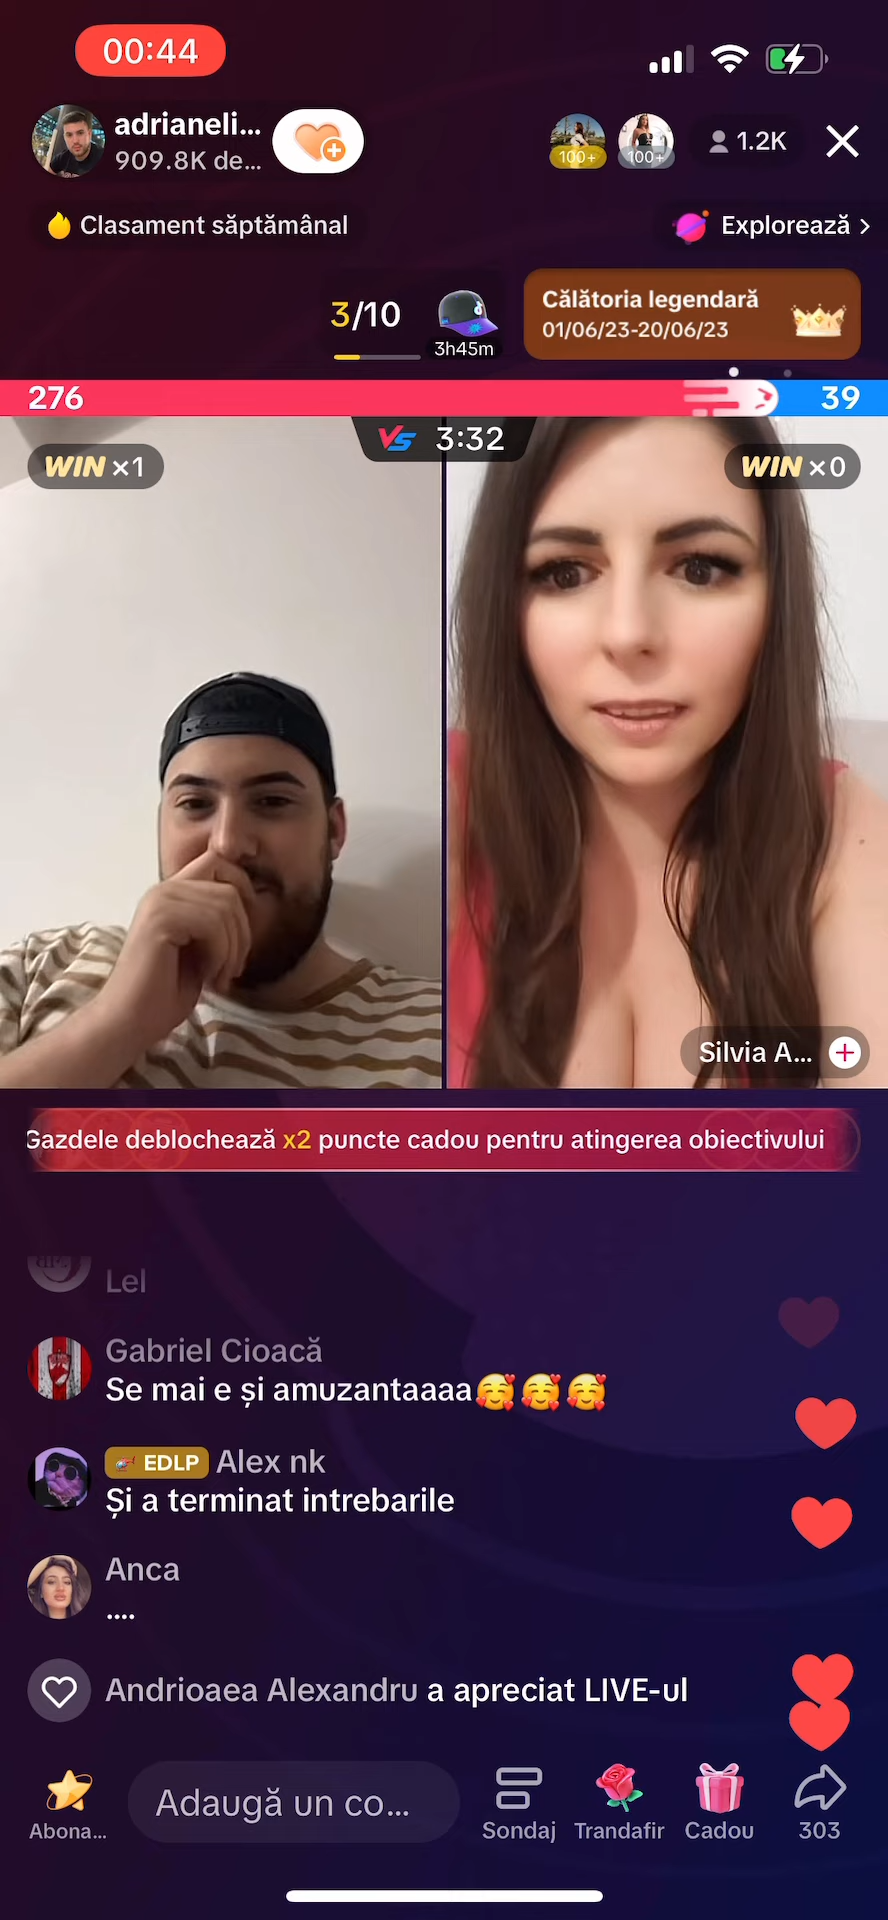 00:44
adrianeli...
909.8K de...
100+
100+
1.2K
Clasament săptămânal
Explorează >
3/10
3h45m
Călătoria legendară
01/06/23-20/06/23
276
39
VS 3:32
WIN x1
WIN x0
Silvia A...
Gazdele deblochează x2 puncte cadou pentru atingerea obiectivului
Lel
Gabriel Cioacă
Se mai e și amuzantaaaa🥰🥰🥰
EDLP Alex nk
Și a terminat intrebarile
Anca
....
Andrioaea Alexandru a apreciat LIVE-ul
Abona...
Adaugă un co...
Sondaj
Trandafir
Cadou
303